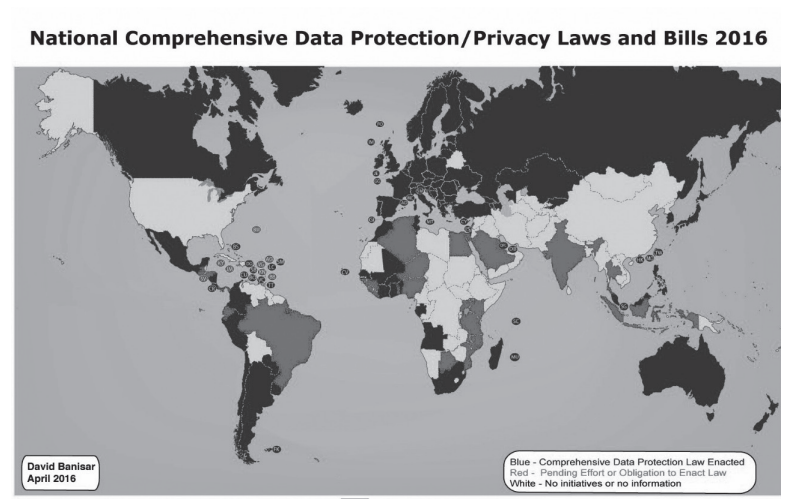 National Comprehensive Data Protection/Privacy Laws and Bills 2016
David Banisar
April 2016
Blue - Comprehensive Data Protection Law Enacted
Red - Pending Effort or Obligation to Enact Law
White - No initiatives or no information